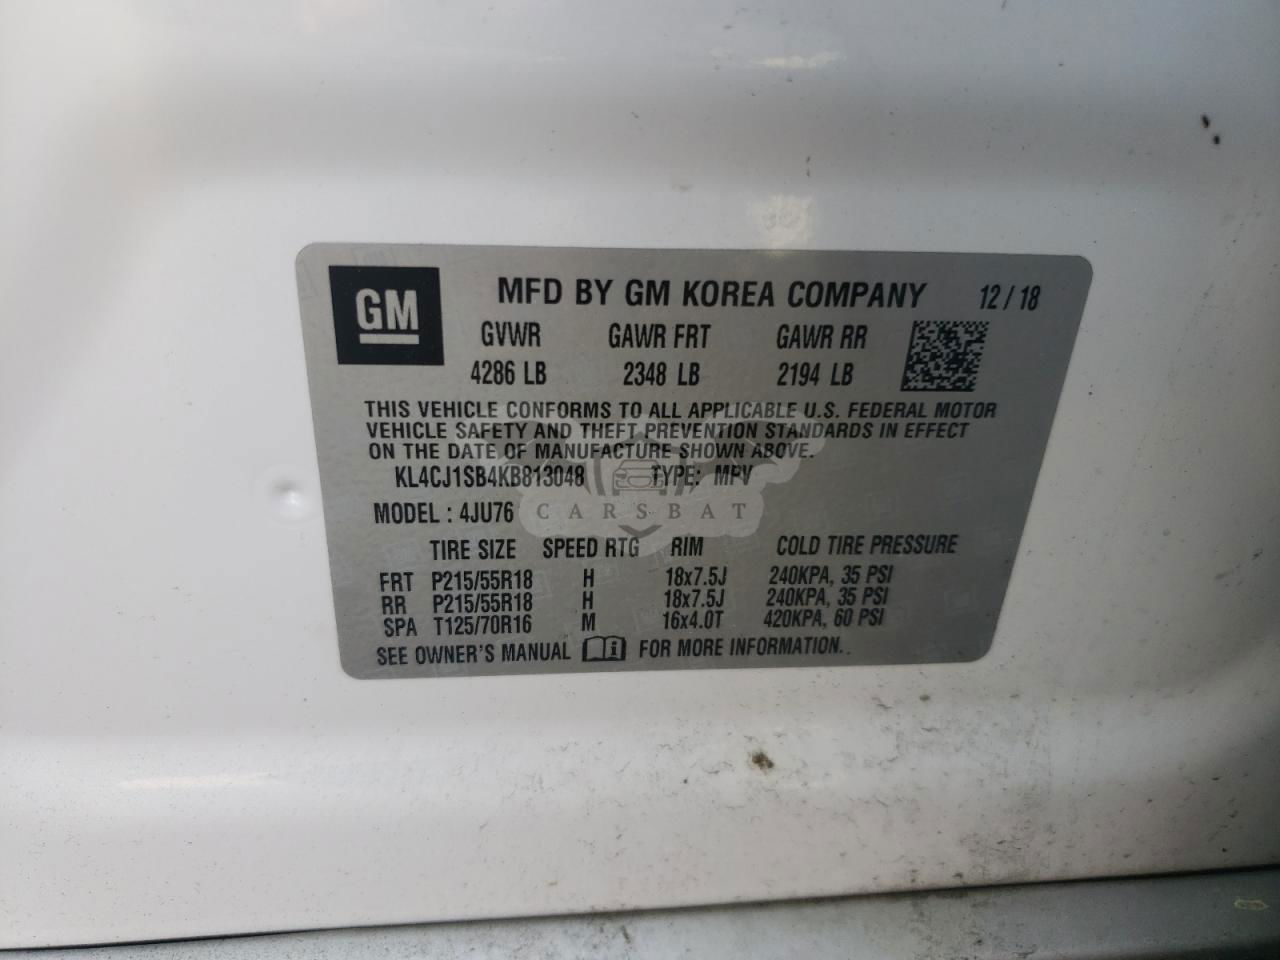 GM
MFD BY GM KOREA COMPANY 12/18
GVWR GAWR FRT GAWR RR
4286 LB 2348 LB 2194 LB
THIS VEHICLE CONFORMS TO ALL APPLICABLE U.S. FEDERAL MOTOR
VEHICLE SAFETY AND THEFT PREVENTION STANDARDS IN EFFECT
ON THE DATE OF MANUFACTURE SHOWN ABOVE.
KL4CJ1SB4KB813048 TYPE: MPV
MODEL : 4JU76
CARSBAT
TIRE SIZE SPEED RTG RIM COLD TIRE PRESSURE
FRT P215/55R18 H 18x7.5J 240KPA, 35 PSI
RR P215/55R18 H 18x7.5J 240KPA, 35 PSI
SPA T125/70R16 M 16x4.0T 420KPA, 60 PSI
SEE OWNER'S MANUAL i FOR MORE INFORMATION.